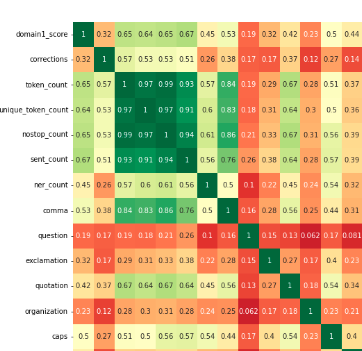 domain1_score 1 0.32 0.65 0.64 0.65 0.67 0.45 0.53 0.19 0.32 0.42 0.23 0.5 0.44
corrections 0.32 1 0.57 0.53 0.53 0.51 0.26 0.38 0.17 0.17 0.37 0.12 0.27 0.14
token_count 0.65 0.57 1 0.97 0.99 0.93 0.57 0.84 0.19 0.29 0.67 0.28 0.51 0.37
unique_token_count 0.64 0.53 0.97 1 0.97 0.91 0.6 0.83 0.18 0.31 0.64 0.3 0.5 0.36
nostop_count 0.65 0.53 0.99 0.97 1 0.94 0.61 0.86 0.21 0.33 0.67 0.31 0.56 0.39
sent_count 0.67 0.51 0.93 0.91 0.94 1 0.56 0.76 0.26 0.38 0.64 0.28 0.57 0.39
ner_count 0.45 0.26 0.57 0.6 0.61 0.56 1 0.5 0.1 0.22 0.45 0.24 0.54 0.32
comma 0.53 0.38 0.84 0.83 0.86 0.76 0.5 1 0.16 0.28 0.56 0.25 0.44 0.31
question 0.19 0.17 0.19 0.18 0.21 0.26 0.1 0.16 1 0.15 0.13 0.062 0.17 0.081
exclamation 0.32 0.17 0.29 0.31 0.33 0.38 0.22 0.28 0.15 1 0.27 0.17 0.4 0.23
quotation 0.42 0.37 0.67 0.64 0.67 0.64 0.45 0.56 0.13 0.27 1 0.18 0.54 0.34
organization 0.23 0.12 0.28 0.3 0.31 0.28 0.24 0.25 0.062 0.17 0.18 1 0.23 0.21
caps 0.5 0.27 0.51 0.5 0.56 0.57 0.54 0.44 0.17 0.4 0.54 0.23 1 0.4